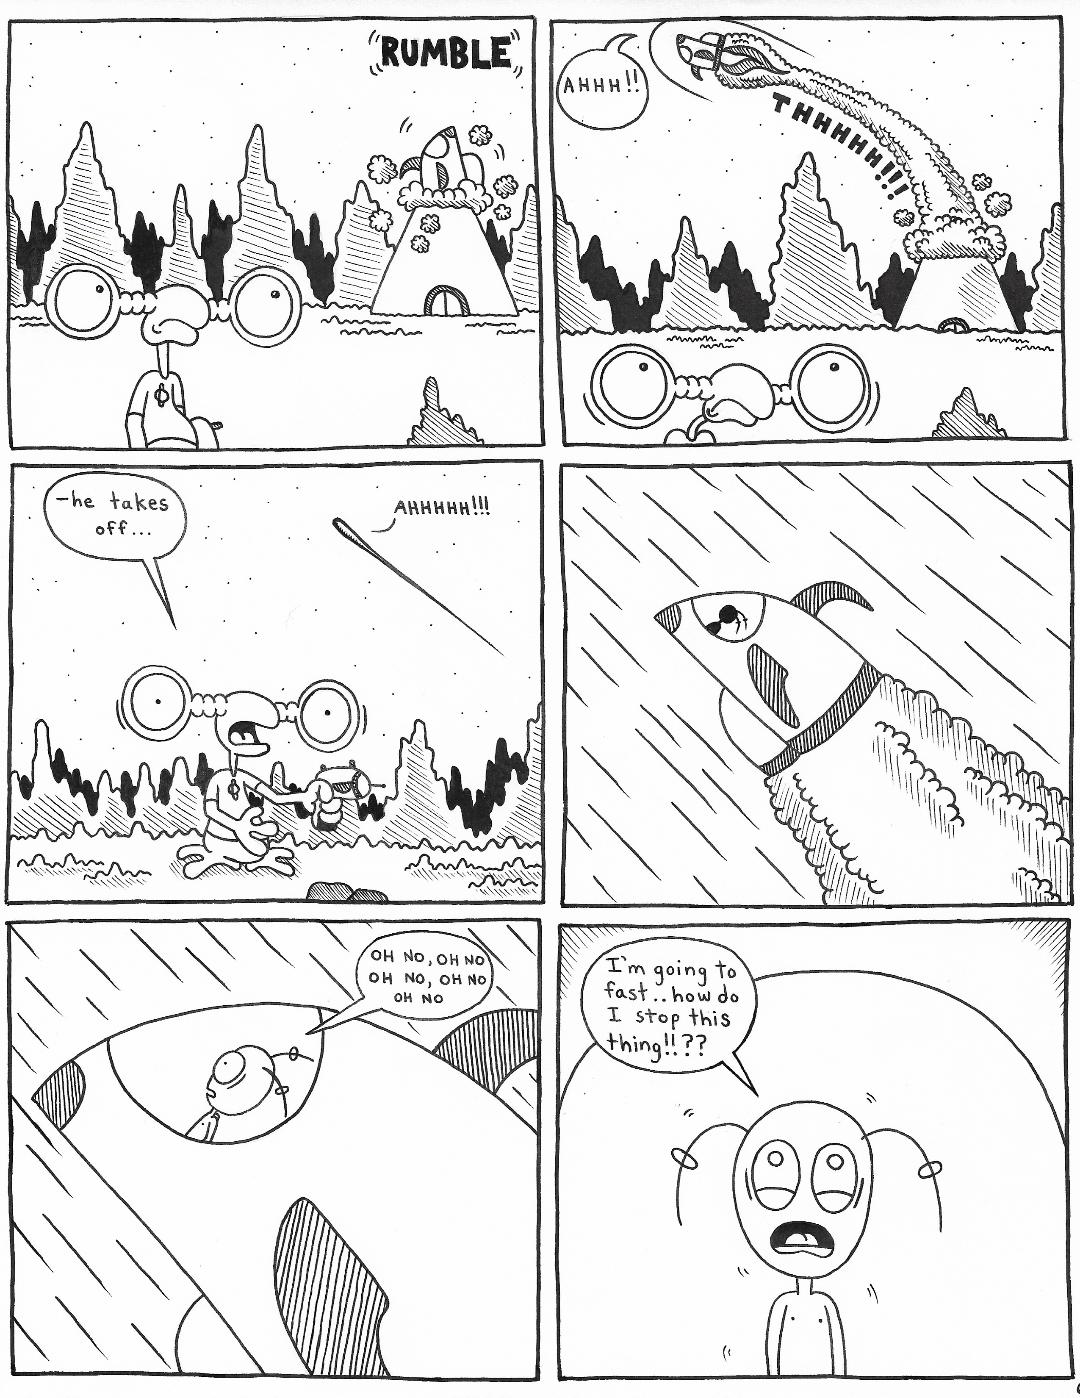 RUMBLE
AHHH!!
THHHHHH!!!
-he takes
off...
AHHHHH!!!
OH NO, OH NO
OH NO, OH NO
OH NO
I'm going to
fast..how do
I stop this
thing!!??